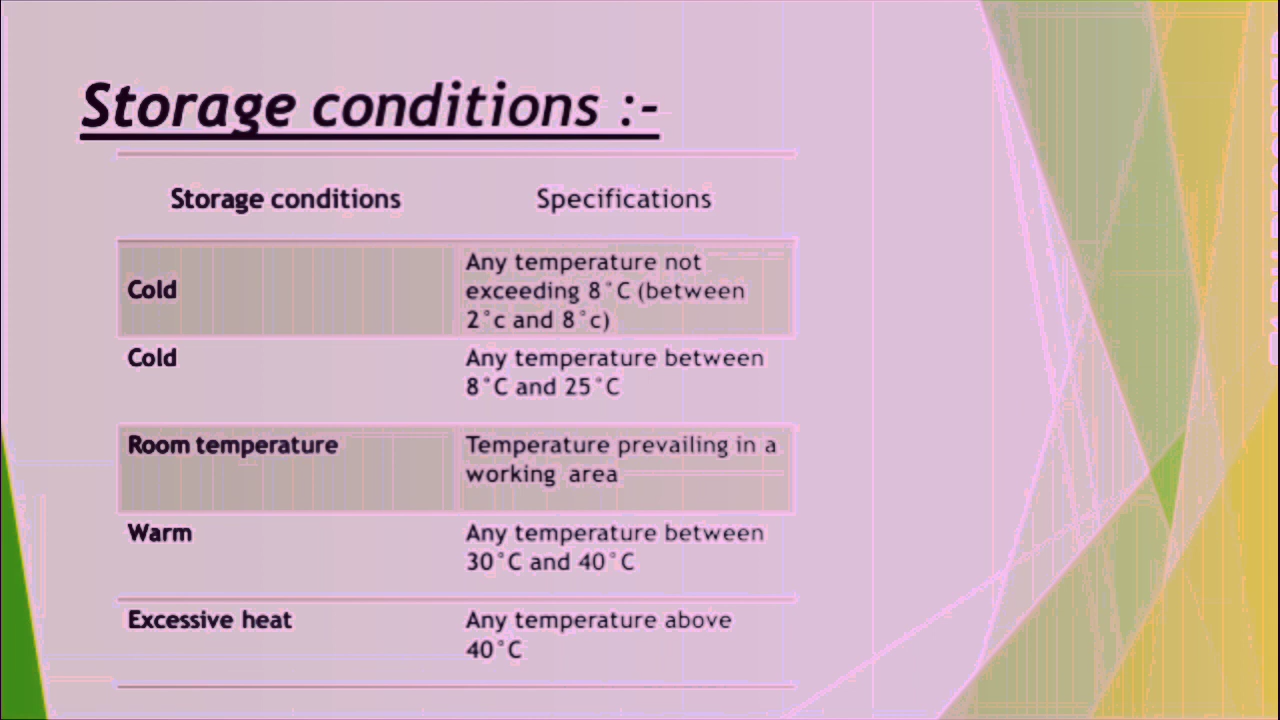 Storage conditions :-
Storage conditions Specifications
Cold
Any temperature not
exceeding 8°C (between
2°c and 8°c)
Cold
Any temperature between
8°C and 25°C
Room temperature
Temperature prevailing in a
working area
Warm
Any temperature between
30°C and 40°C
Excessive heat
Any temperature above
40°C